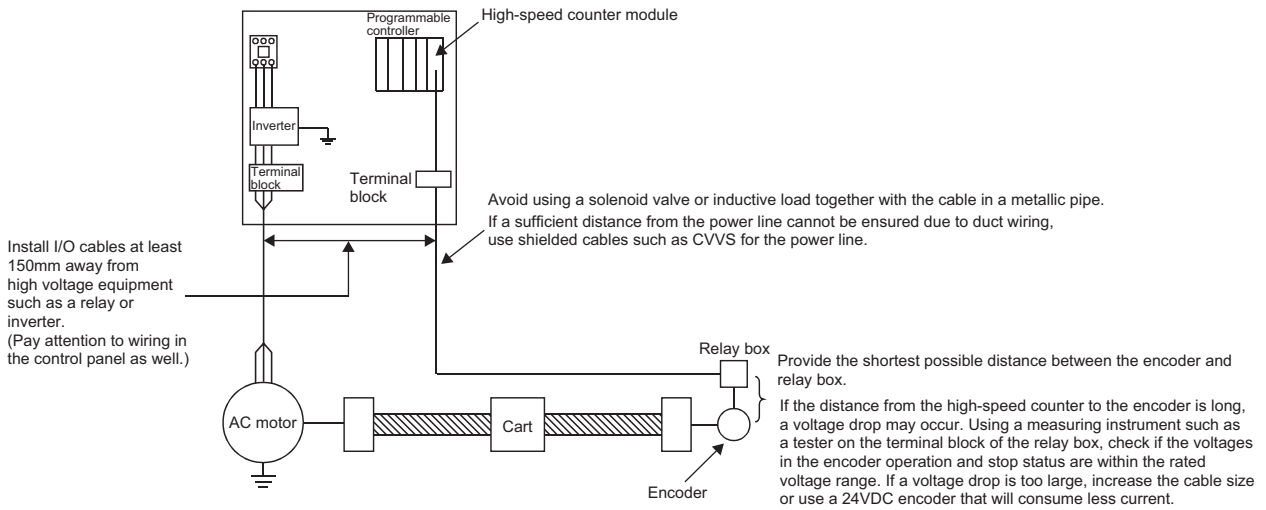 Programmable
controller
High-speed counter module
Inverter
Terminal
block
Terminal
block
Avoid using a solenoid valve or inductive load together with the cable in a metallic pipe.
If a sufficient distance from the power line cannot be ensured due to duct wiring,
use shielded cables such as CVVS for the power line.
Install I/O cables at least
150mm away from
high voltage equipment
such as a relay or
inverter.
(Pay attention to wiring in
the control panel as well.)
Relay box
Provide the shortest possible distance between the encoder and
relay box.
If the distance from the high-speed counter to the encoder is long,
a voltage drop may occur. Using a measuring instrument such as
a tester on the terminal block of the relay box, check if the voltages
in the encoder operation and stop status are within the rated
voltage range. If a voltage drop is too large, increase the cable size
or use a 24VDC encoder that will consume less current.
AC motor
Cart
Encoder